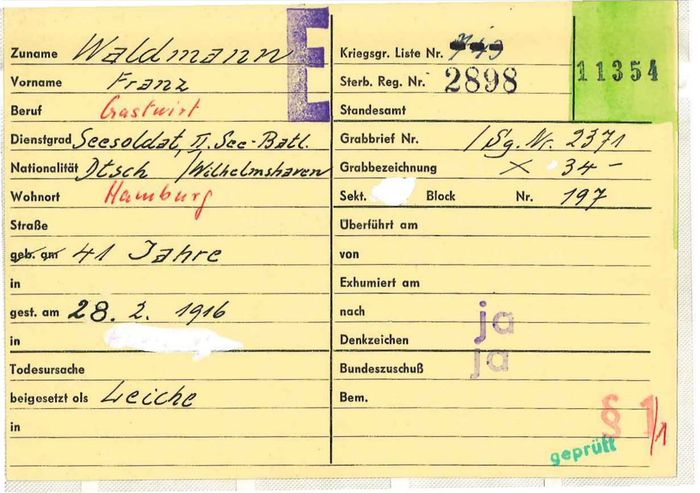 E
Zuname Waldmann
Vorname Franz
Beruf Gastwirt
Dienstgrad Seesoldat, II. See-Batl.
Nationalität Dtsch /Wilhelmshaven
Wohnort Hamburg
Straße
geb. am 41 Jahre
in
gest. am 28. 2. 1916
in
Todesursache
beigesetzt als Leiche
in
Kriegsgr. Liste Nr.
Sterb. Reg. Nr. 2898
11354
Standesamt
Grabbrief Nr. /Sg. Nr. 2371
Grabbezeichnung X 34-
Sekt. Block Nr. 197
Überführt am
von
Exhumiert am
nach
Denkzeichen ja
Bundeszuschuß ja
Bem.
§ 1/1
geprüft